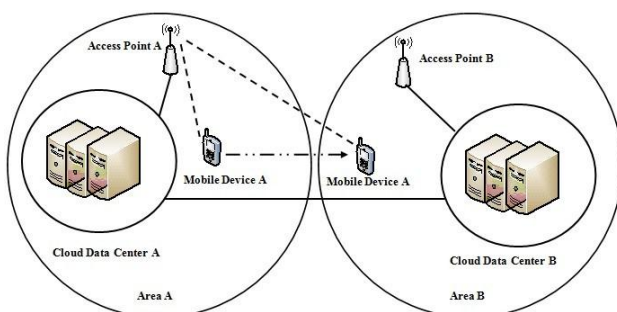 Access Point A
Access Point B
Mobile Device A
Mobile Device A
Cloud Data Center A
Cloud Data Center B
Area A
Area B